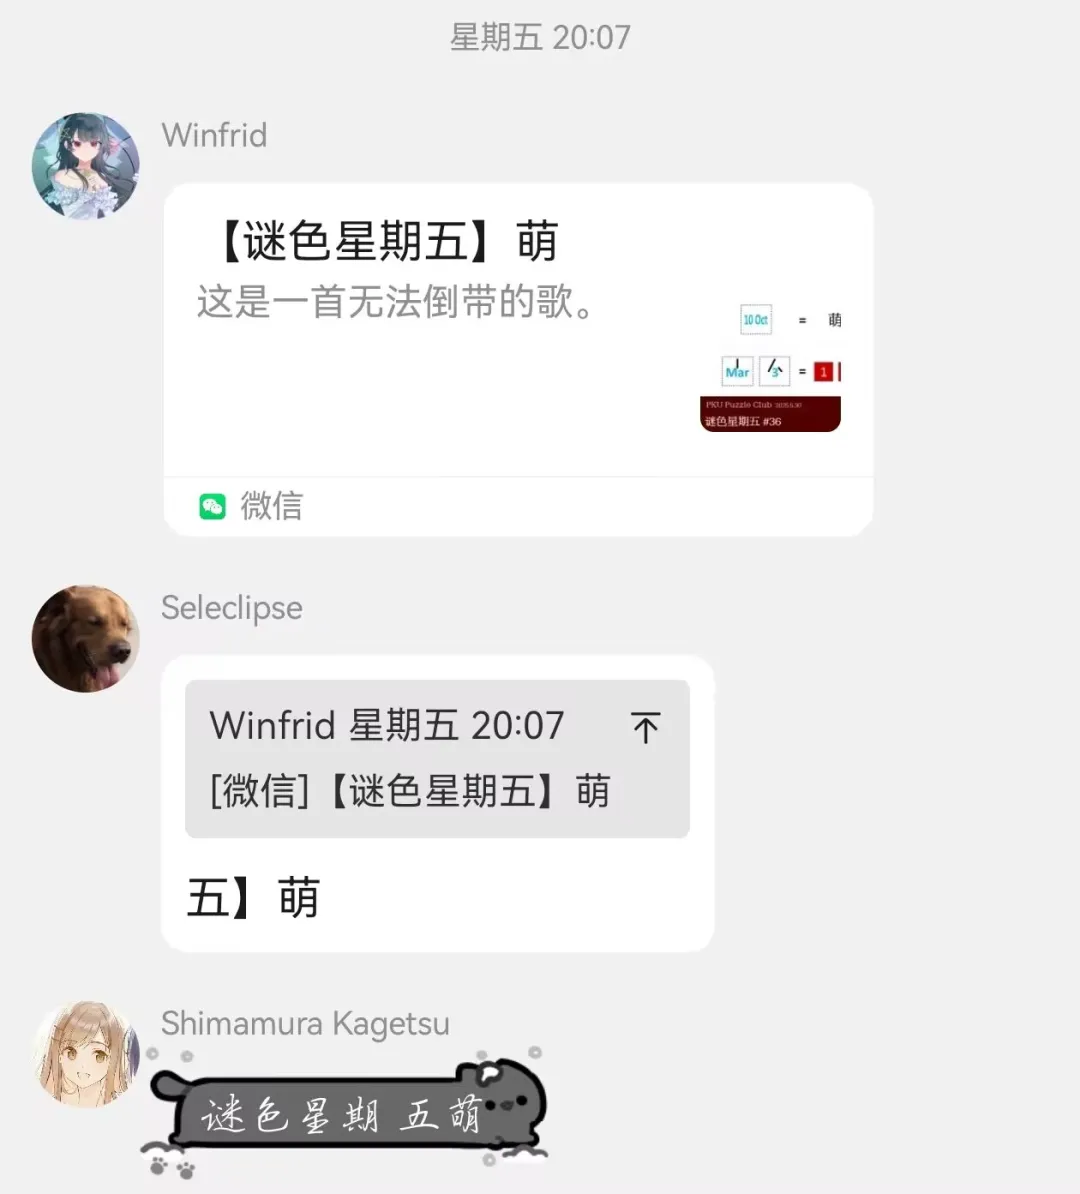 星期五 20:07
Winfrid
【谜色星期五】萌
这是一首无法倒带的歌。
10 Oct = 萌
Mar 3 = 1
PKU Puzzle Club
谜色星期五 #36
微信
Seleclipse
Winfrid 星期五 20:07
[微信]【谜色星期五】萌
五】萌
Shimamura Kagetsu
谜色星期 五萌